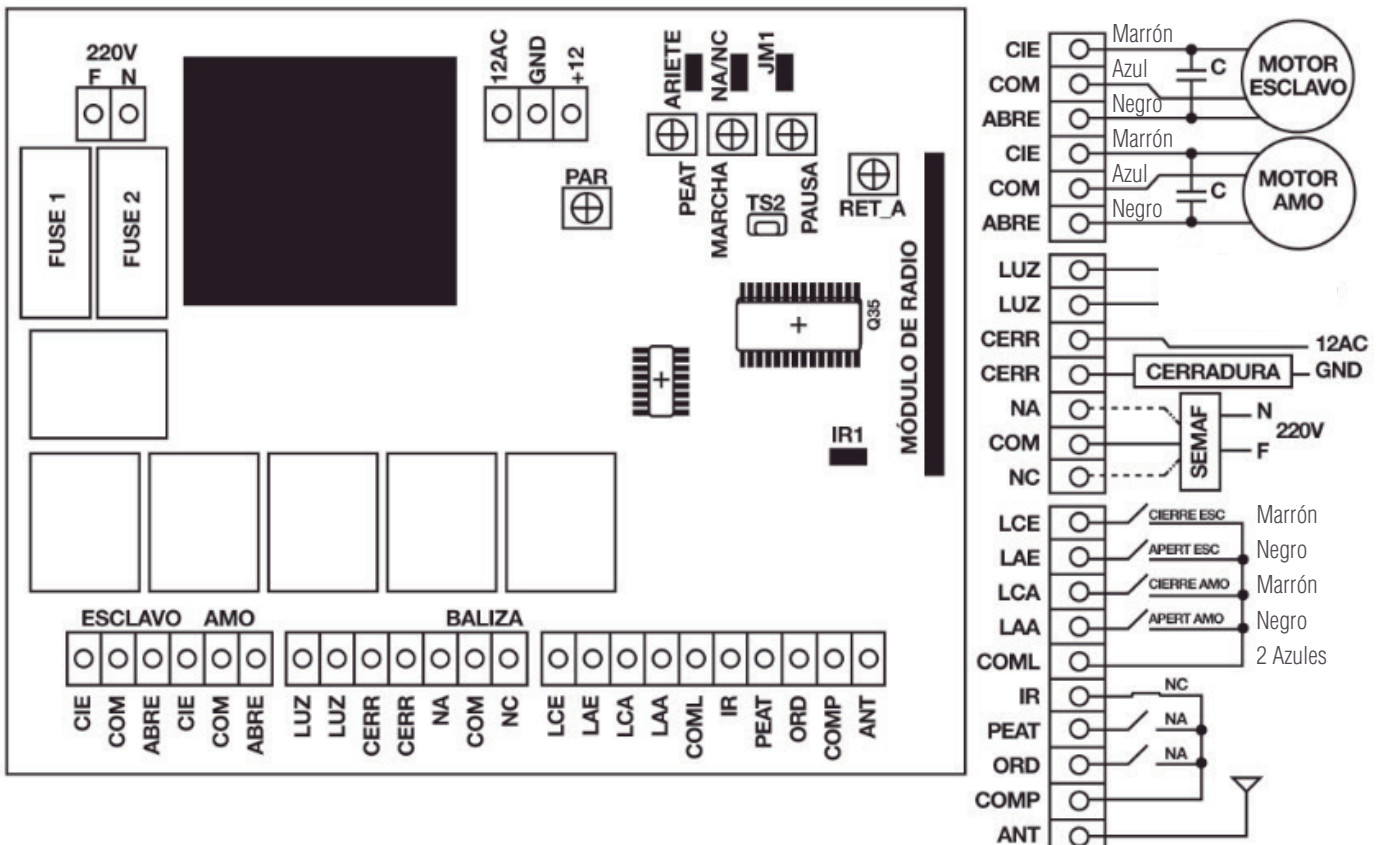 220V
F N
FUSE 1
FUSE 2
12AC
GND
+12
PAR
ARIETE
NA/NC
JM1
PEAT
MARCHA
TS2
PAUSA
RET_A
Q35
MÓDULO DE RADIO
IR1
ESCLAVO AMO
BALIZA
CIE
COM
ABRE
CIE
COM
ABRE
LUZ
LUZ
CERR
CERR
NA
COM
NC
LCE
LAE
LCA
LAA
COML
IR
PEAT
ORD
COMP
ANT
CIE Marrón
COM Azul
ABRE Negro
C
MOTOR
ESCLAVO
CIE Marrón
COM Azul
ABRE Negro
C
MOTOR
AMO
LUZ
LUZ
CERR 12AC
CERR CERRADURA GND
NA
COM
NC
SEMAF
N
220V
F
LCE CIERRE ESC Marrón
LAE APERT ESC Negro
LCA CIERRE AMO Marrón
LAA APERT AMO Negro
COML 2 Azules
IR NC
PEAT NA
ORD NA
COMP
ANT